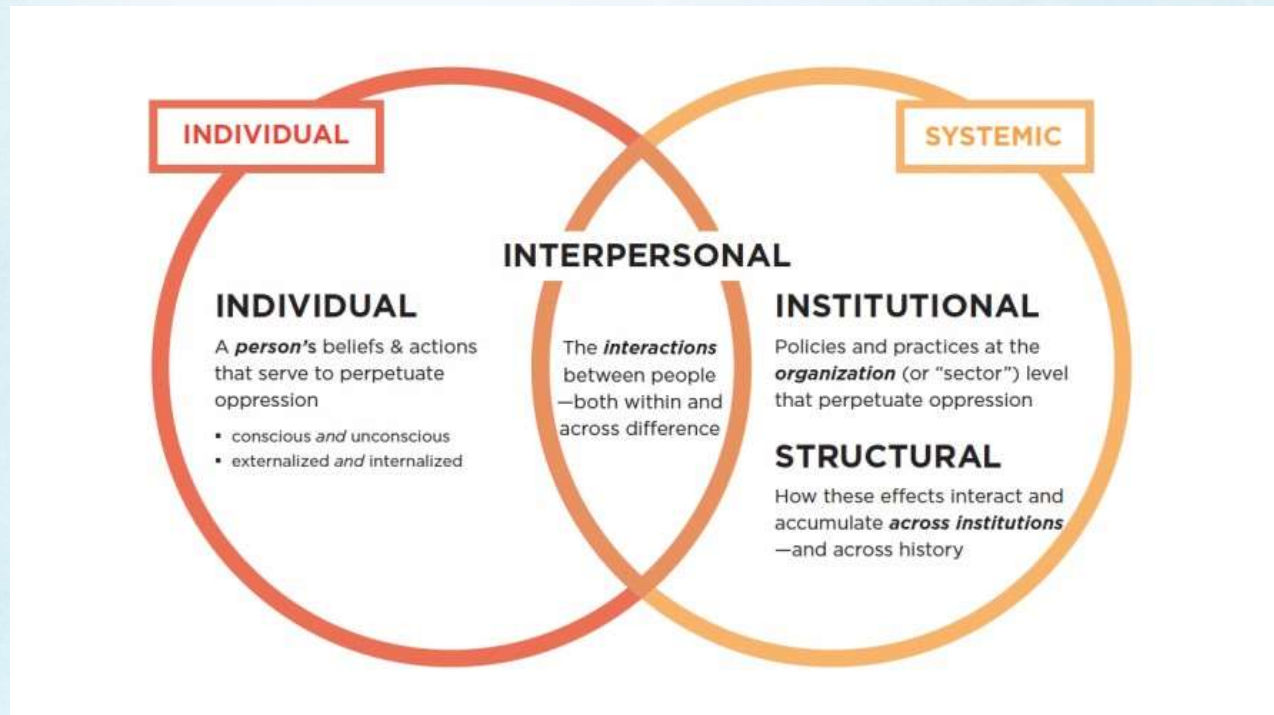 INDIVIDUAL
SYSTEMIC
INTERPERSONAL
INDIVIDUAL
A person's beliefs & actions
that serve to perpetuate
oppression
▪ conscious and unconscious
▪ externalized and internalized
The interactions
between people
—both within and
across difference
INSTITUTIONAL
Policies and practices at the
organization (or “sector”) level
that perpetuate oppression
STRUCTURAL
How these effects interact and
accumulate across institutions
—and across history